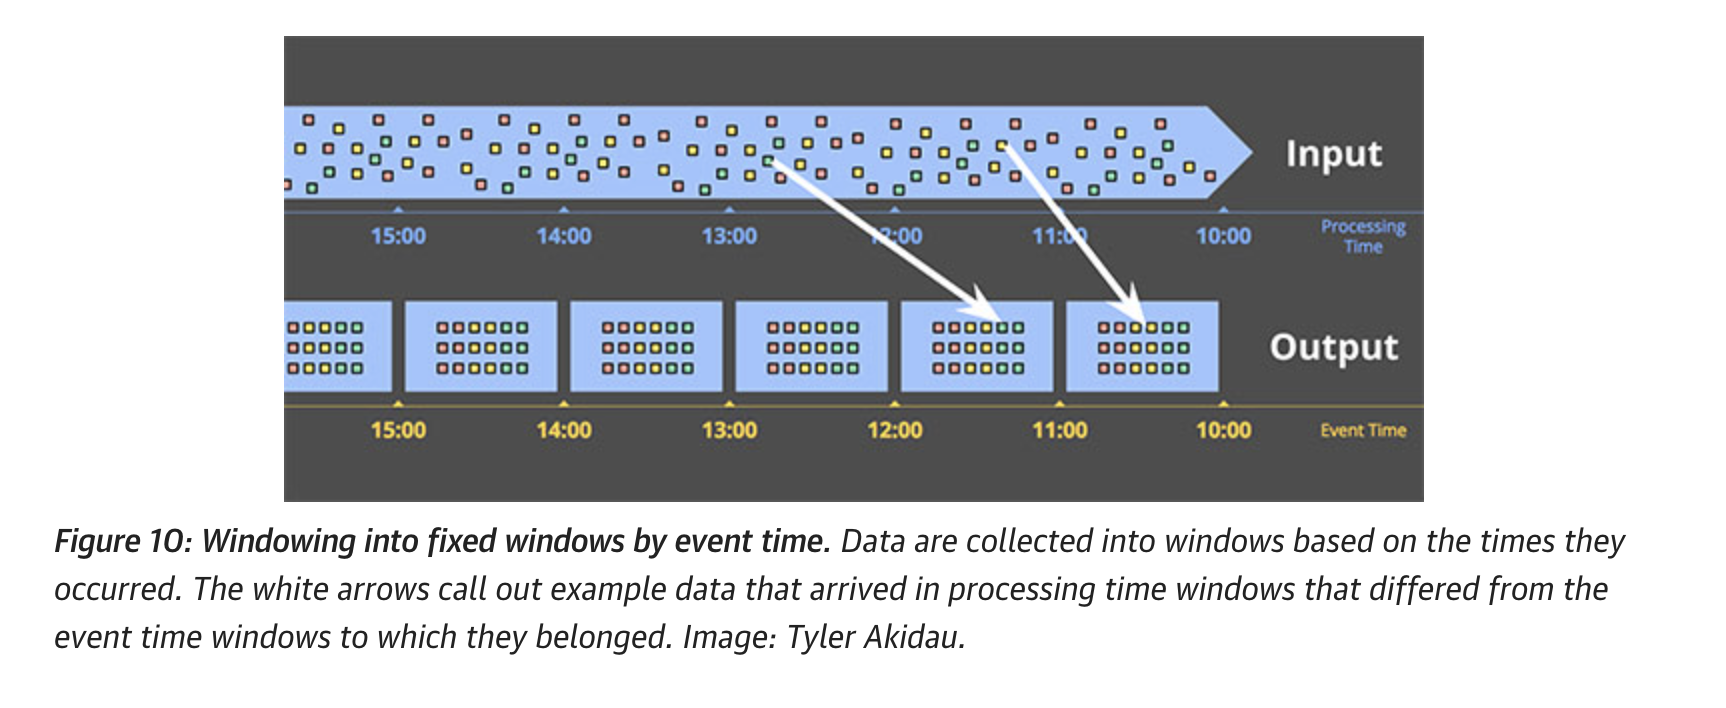 Input
15:00 14:00 13:00 12:00 11:00 10:00 Processing
Time
Output
15:00 14:00 13:00 12:00 11:00 10:00 Event Time
Figure 10: Windowing into fixed windows by event time. Data are collected into windows based on the times they
occurred. The white arrows call out example data that arrived in processing time windows that differed from the
event time windows to which they belonged. Image: Tyler Akidau.